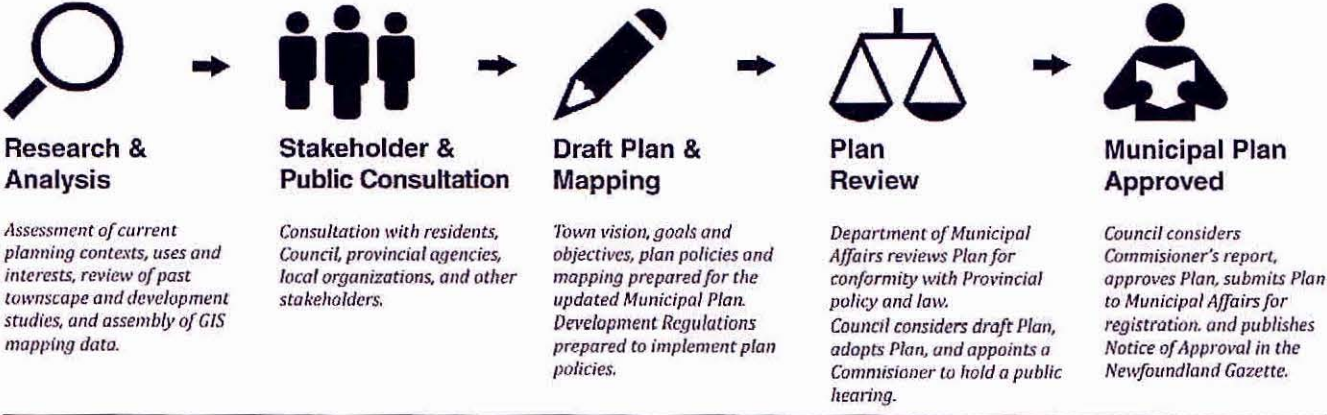 Research &
Analysis
Assessment of current
planning contexts, uses and
interests, review of past
townscape and development
studies, and assembly of GIS
mapping data.
Stakeholder &
Public Consultation
Consultation with residents,
Council, provincial agencies,
local organizations, and other
stakeholders.
Draft Plan &
Mapping
Town vision, goals and
objectives, plan policies and
mapping prepared for the
updated Municipal Plan.
Development Regulations
prepared to implement plan
policies.
Plan
Review
Department of Municipal
Affairs reviews Plan for
conformity with Provincial
policy and law.
Council considers draft Plan,
adopts Plan, and appoints a
Commisioner to hold a public
hearing.
Municipal Plan
Approved
Council considers
Commissioner's report,
approves Plan, submits Plan
to Municipal Affairs for
registration. and publishes
Notice of Approval in the
Newfoundland Gazette.